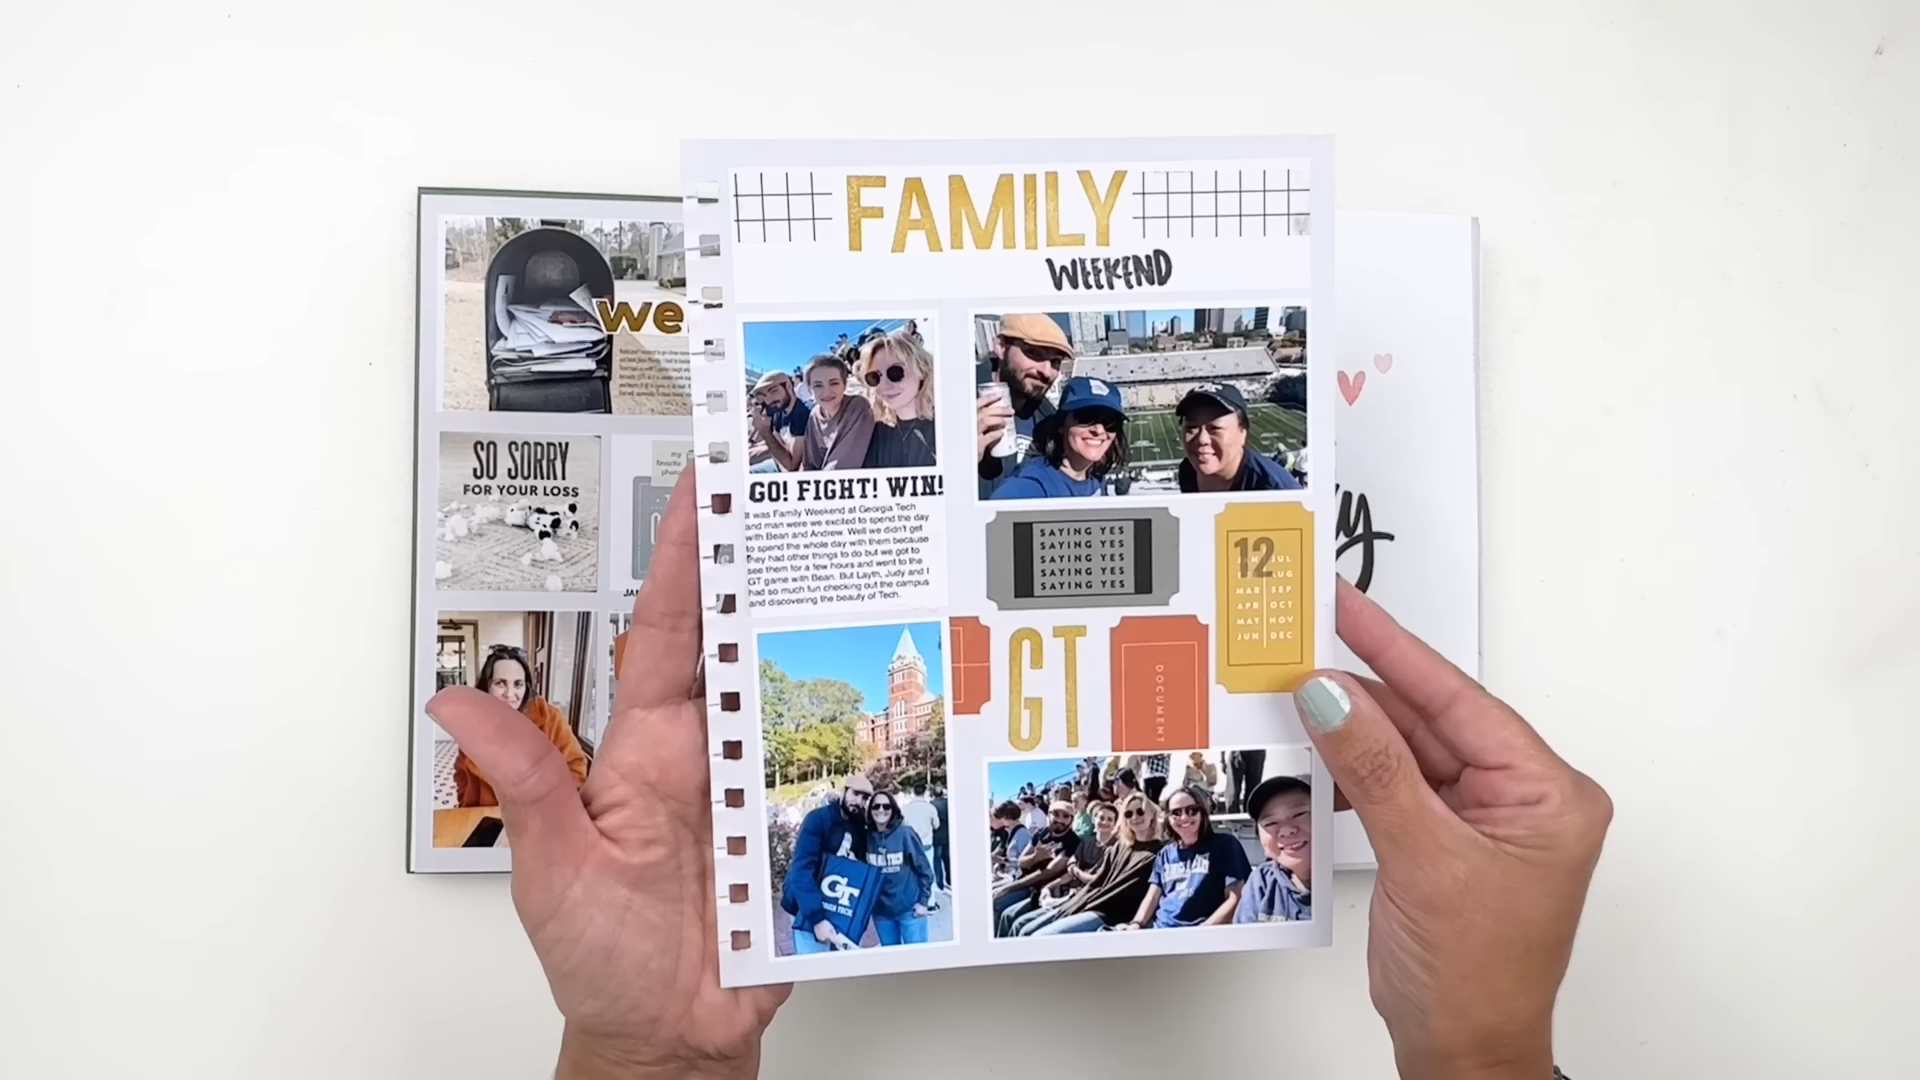 FAMILY
WEEKEND
we
SO SORRY
FOR YOUR LOSS
my
favorite
photo
GO! FIGHT! WIN!
It was Family Weekend at Georgia Tech
and man were we excited to spend the day
with Bean and Andrew. Well we didn't get
to spend the whole day with them because
they had other things to do but we got to
see them for a few hours and went to the
GT game with Bean. But Layth, Judy and I
had so much fun checking out the campus
and discovering the beauty of Tech.
SAYING YES
SAYING YES
SAYING YES
SAYING YES
SAYING YES
12
JUL
AUG
MAR SEP
APR OCT
MAY NOV
JUN DEC
GT
DOCUMENT
GT